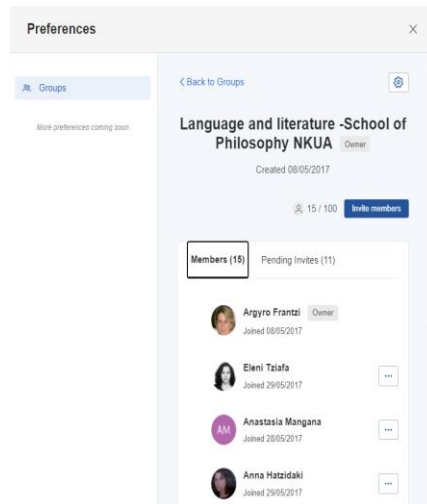 Preferences
Groups
More preferences coming soon
Back to Groups
Language and literature -School of
Philosophy NKUA Owner
Created 08/05/2017
15 / 100 Invite members
Members (15) Pending Invites (11)
Argyro Frantzi Owner
Joined 08/05/2017
Eleni Tziafa
Joined 29/05/2017
AM
Anastasia Mangana
Joined 28/05/2017
Anna Hatzidaki
Joined 29/05/2017